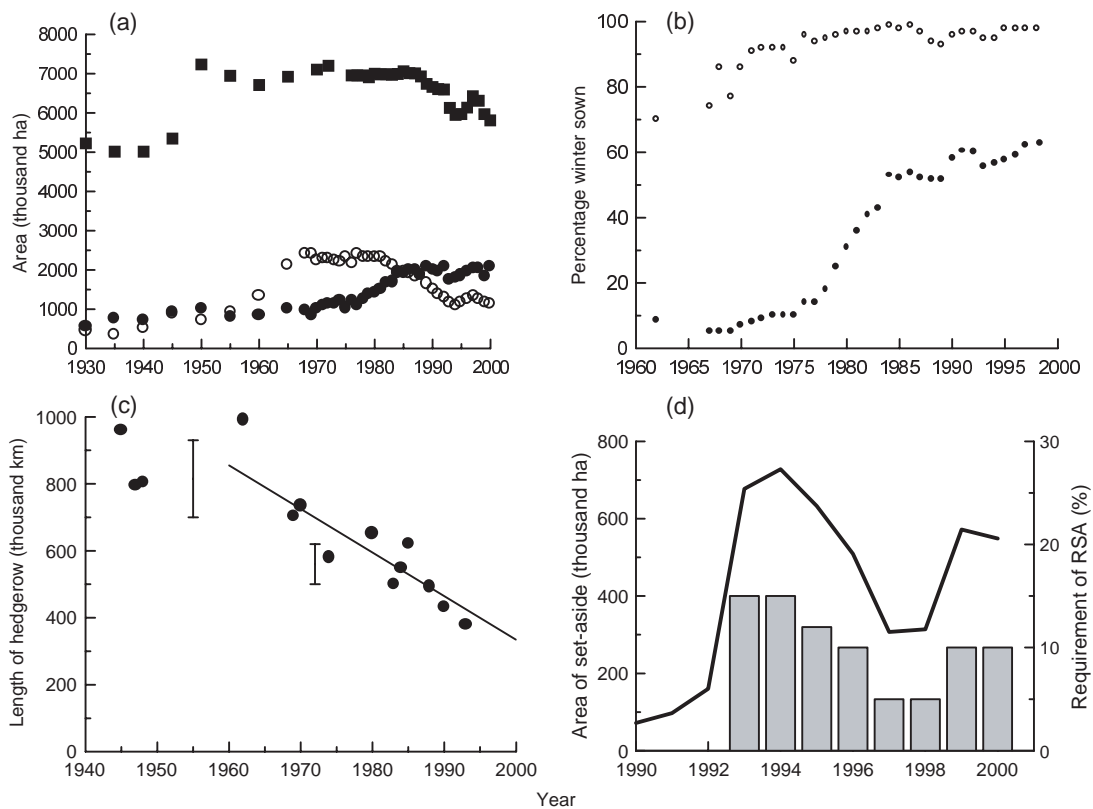 (a)
8000
7000
6000
5000
4000
3000
2000
1000
0
Area (thousand ha)
1930 1940 1950 1960 1970 1980 1990 2000
(b)
100
80
60
40
20
0
Percentage winter sown
1960 1965 1970 1975 1980 1985 1990 1995 2000
(c)
1000
800
600
400
200
0
Length of hedgerow (thousand km)
1940 1950 1960 1970 1980 1990 2000
(d)
800
600
400
200
0
Area of set-aside (thousand ha)
30
20
10
0
Requirement of RSA (%)
1990 1992 1994 1996 1998 2000
Year